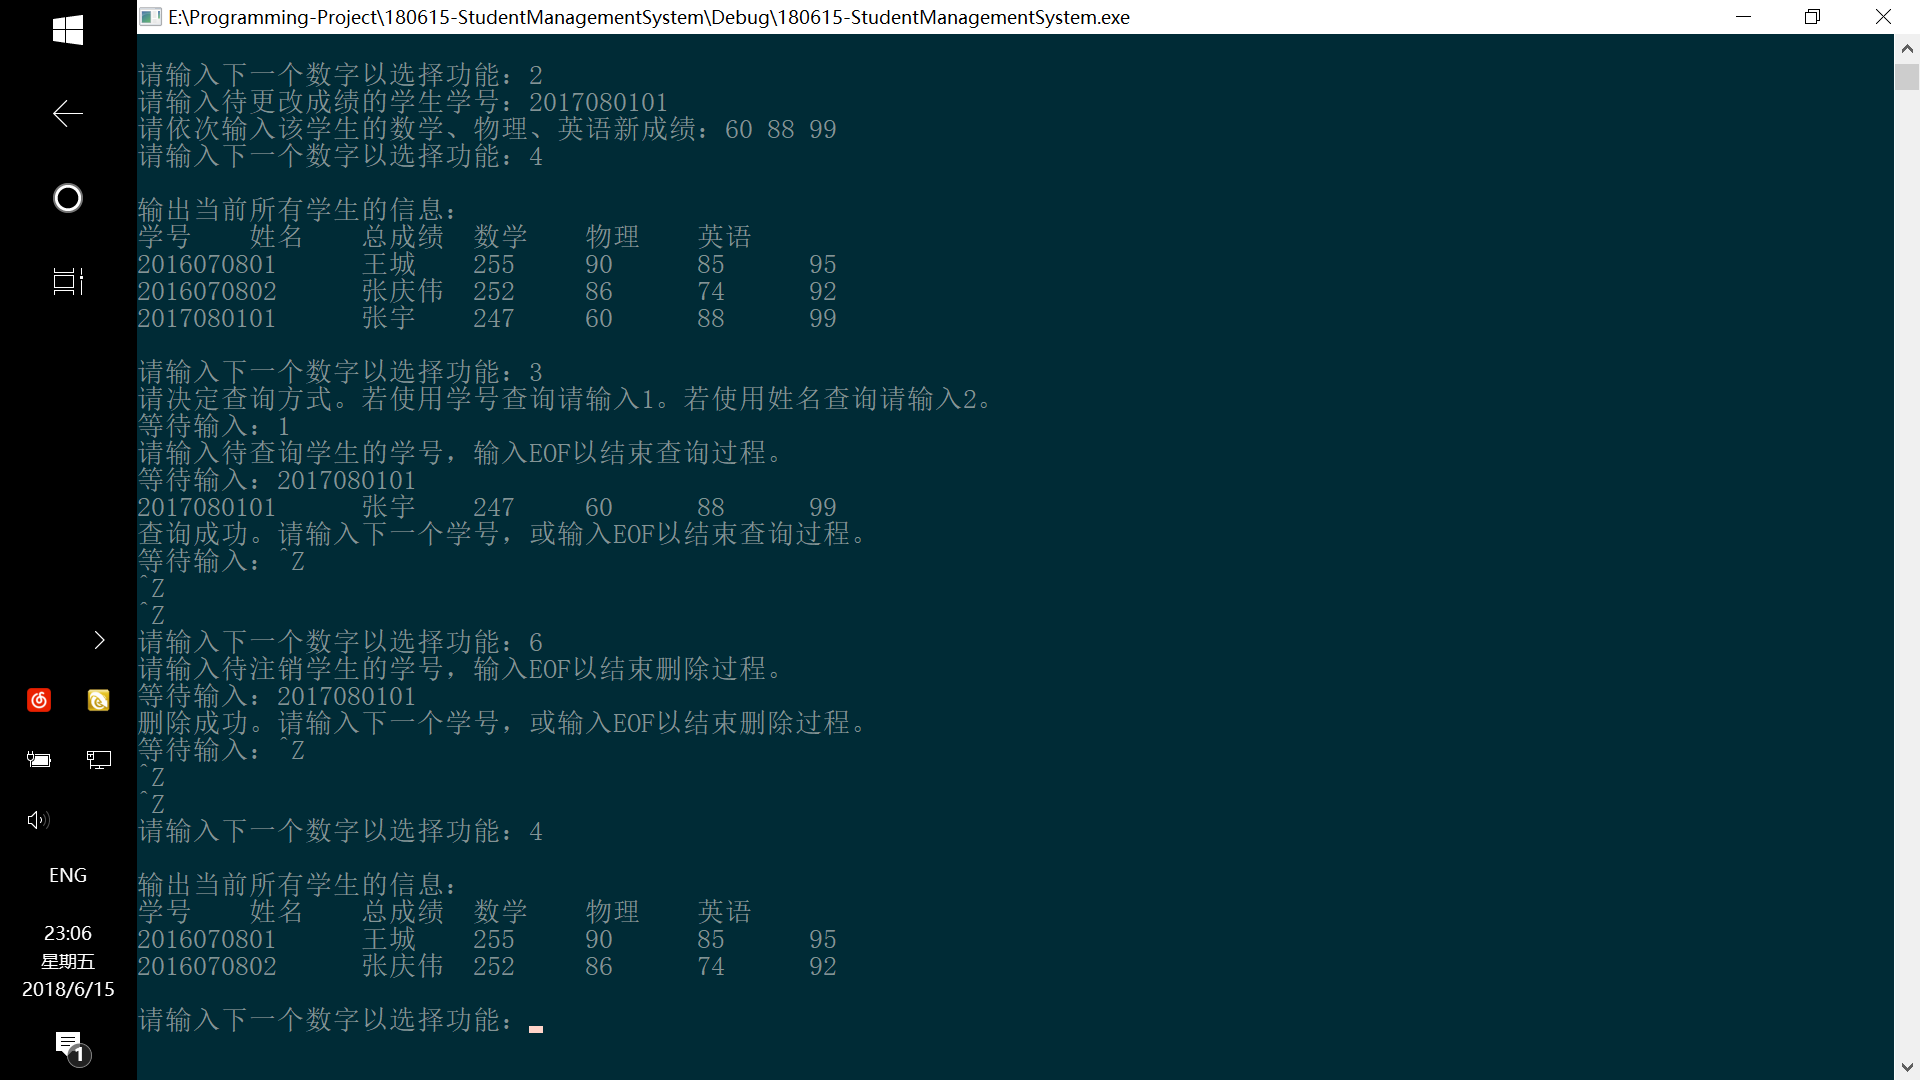 E:\Programming-Project\180615-StudentManagementSystem\Debug\180615-StudentManagementSystem.exe
请输入下一个数字以选择功能：2
请输入待更改成绩的学生学号：2017080101
请依次输入该学生的数学、物理、英语新成绩：60 88 99
请输入下一个数字以选择功能：4
输出当前所有学生的信息：
学号 姓名 总成绩 数学 物理 英语
2016070801 王城 255 90 85 95
2016070802 张庆伟 252 86 74 92
2017080101 张宇 247 60 88 99
请输入下一个数字以选择功能：3
请决定查询方式。若使用学号查询请输入1。若使用姓名查询请输入2。
等待输入：1
请输入待查询学生的学号，输入EOF以结束查询过程。
等待输入：2017080101
2017080101 张宇 247 60 88 99
查询成功。请输入下一个学号，或输入EOF以结束查询过程。
等待输入：^Z
^Z
^Z
请输入下一个数字以选择功能：6
请输入待注销学生的学号，输入EOF以结束删除过程。
等待输入：2017080101
删除成功。请输入下一个学号，或输入EOF以结束删除过程。
等待输入：^Z
^Z
^Z
请输入下一个数字以选择功能：4
输出当前所有学生的信息：
学号 姓名 总成绩 数学 物理 英语
2016070801 王城 255 90 85 95
2016070802 张庆伟 252 86 74 92
请输入下一个数字以选择功能：
ENG
23:06
星期五
2018/6/15
1